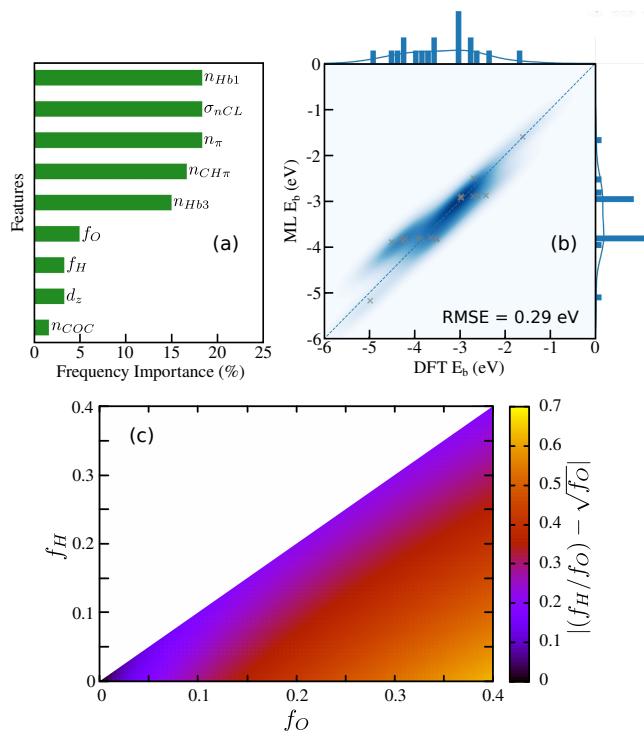 n_{Hb1}
σ_{nCL}
n_π
n_{CHπ}
n_{Hb3}
f_O
f_H
d_z
n_{COC}
Features
(a)
0 5 10 15 20 25
Frequency Importance (%)
0
-1
-2
-3
-4
-5
-6
ML E_b (eV)
(b)
RMSE = 0.29 eV
-6 -5 -4 -3 -2 -1 0
DFT E_b (eV)
(c)
0.4
0.3
0.2
0.1
0
f_H
0 0.1 0.2 0.3 0.4
f_O
0.7
0.6
0.5
0.4
0.3
0.2
0.1
0
|(f_H/f_O) − √f_O|